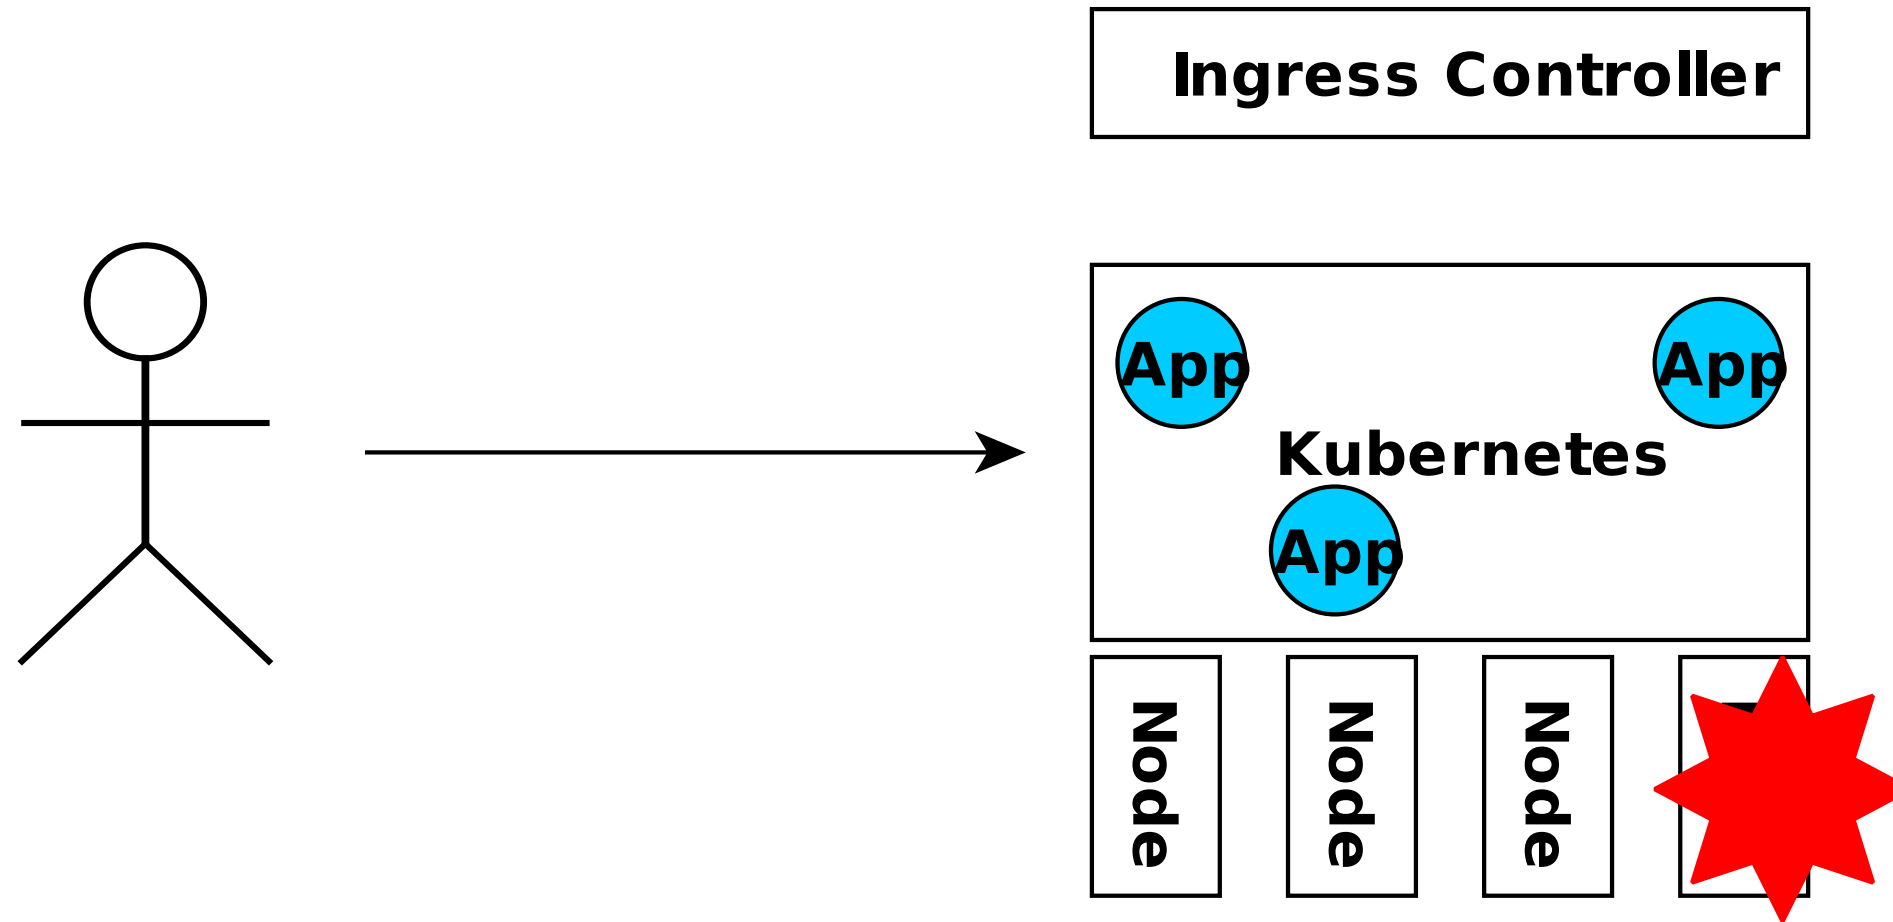 Ingress Controller
App
App
Kubernetes
App
Node
Node
Node